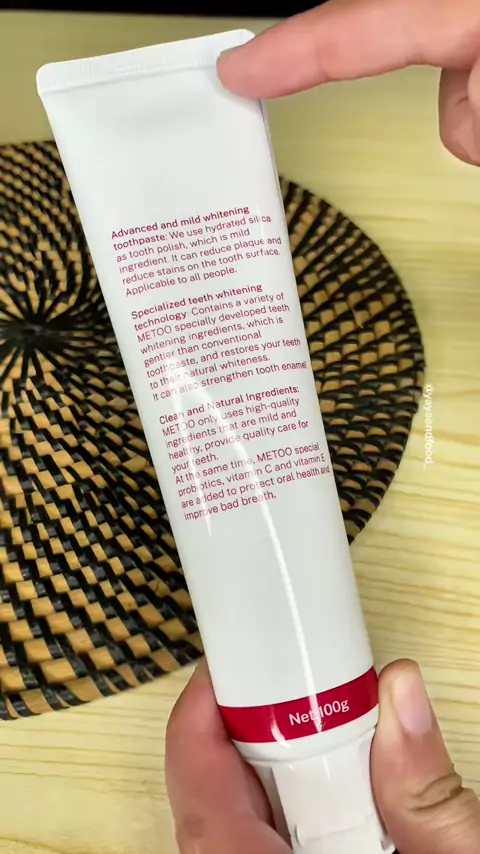 Advanced and mild whitening
toothpaste: We use hydrated silica
as tooth polish, which is mild
ingredient. It can reduce plaque and
reduce stains on the tooth surface.
Applicable to all people.
Specialized teeth whitening
technology: Contains a variety of
METOO specially developed teeth
whitening ingredients, which is
gentler than conventional
toothpaste, and restores your teeth
to their natural whiteness.
It can also strengthen tooth enamel
Clean and Natural Ingredients:
METOO only uses high-quality
ingredients that are mild and
healthy, provide quality care for
your teeth.
At the same time, METOO special
probiotics, vitamin C and vitamin E
are added to protect oral health and
improve bad breath.
Net 100g
@yayeandfood_